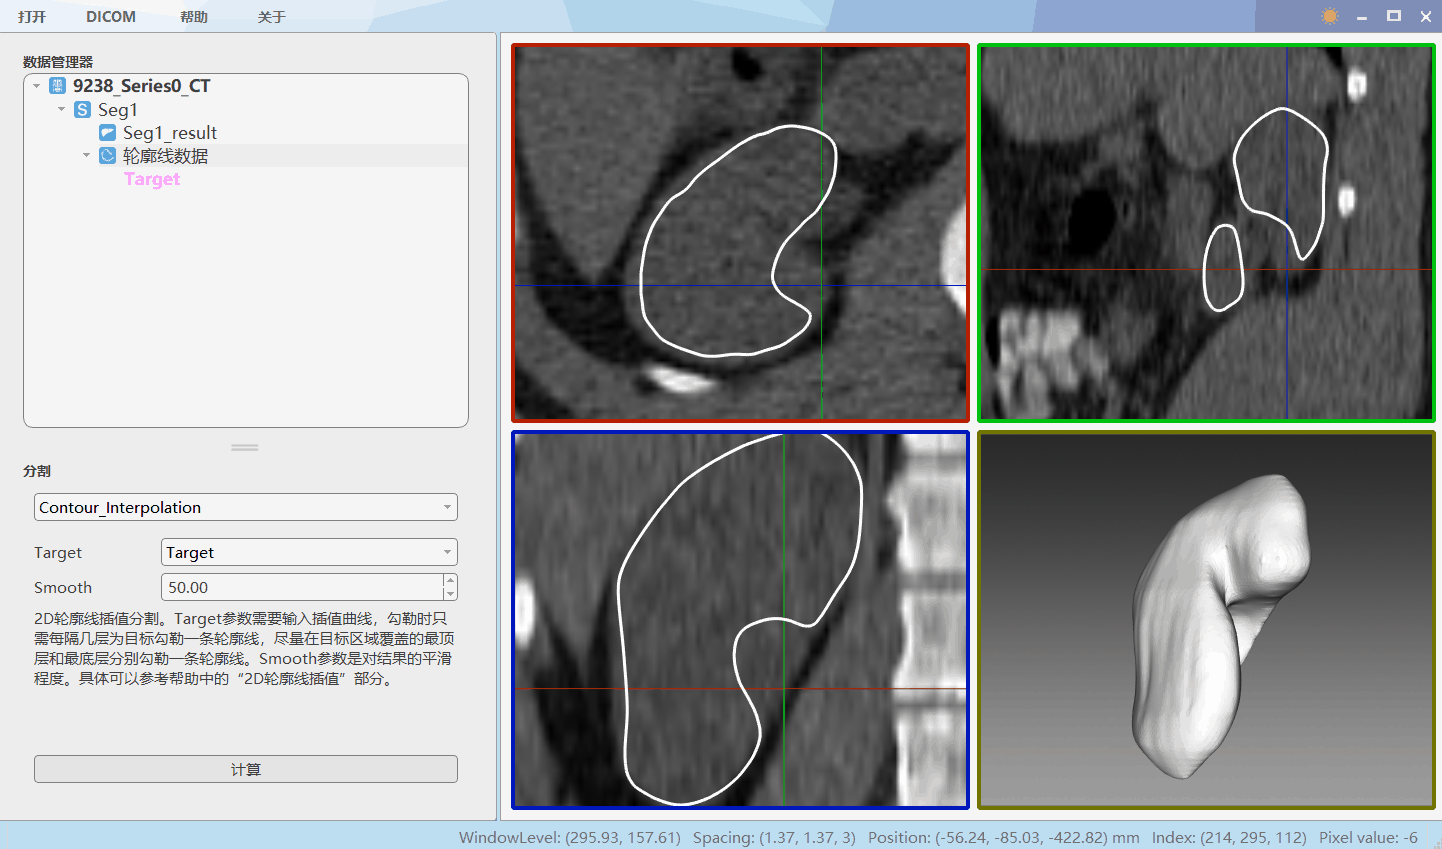 打开 DICOM 帮助 关于
数据管理器
9238_Series0_CT
S Seg1
Seg1_result
轮廓线数据
Target
分割
Contour_Interpolation
Target Target
Smooth 50.00
2D轮廓线插值分割。Target参数需要输入插值曲线，勾勒时只
需每隔几层为目标勾勒一条轮廓线，尽量在目标区域覆盖的最顶
层和最底层分别勾勒一条轮廓线。Smooth参数是对结果的平滑
程度。具体可以参考帮助中的“2D轮廓线插值”部分。
计算
WindowLevel: (295.93, 157.61) Spacing: (1.37, 1.37, 3) Position: (-56.24, -85.03, -422.82) mm Index: (214, 295, 112) Pixel value: -6